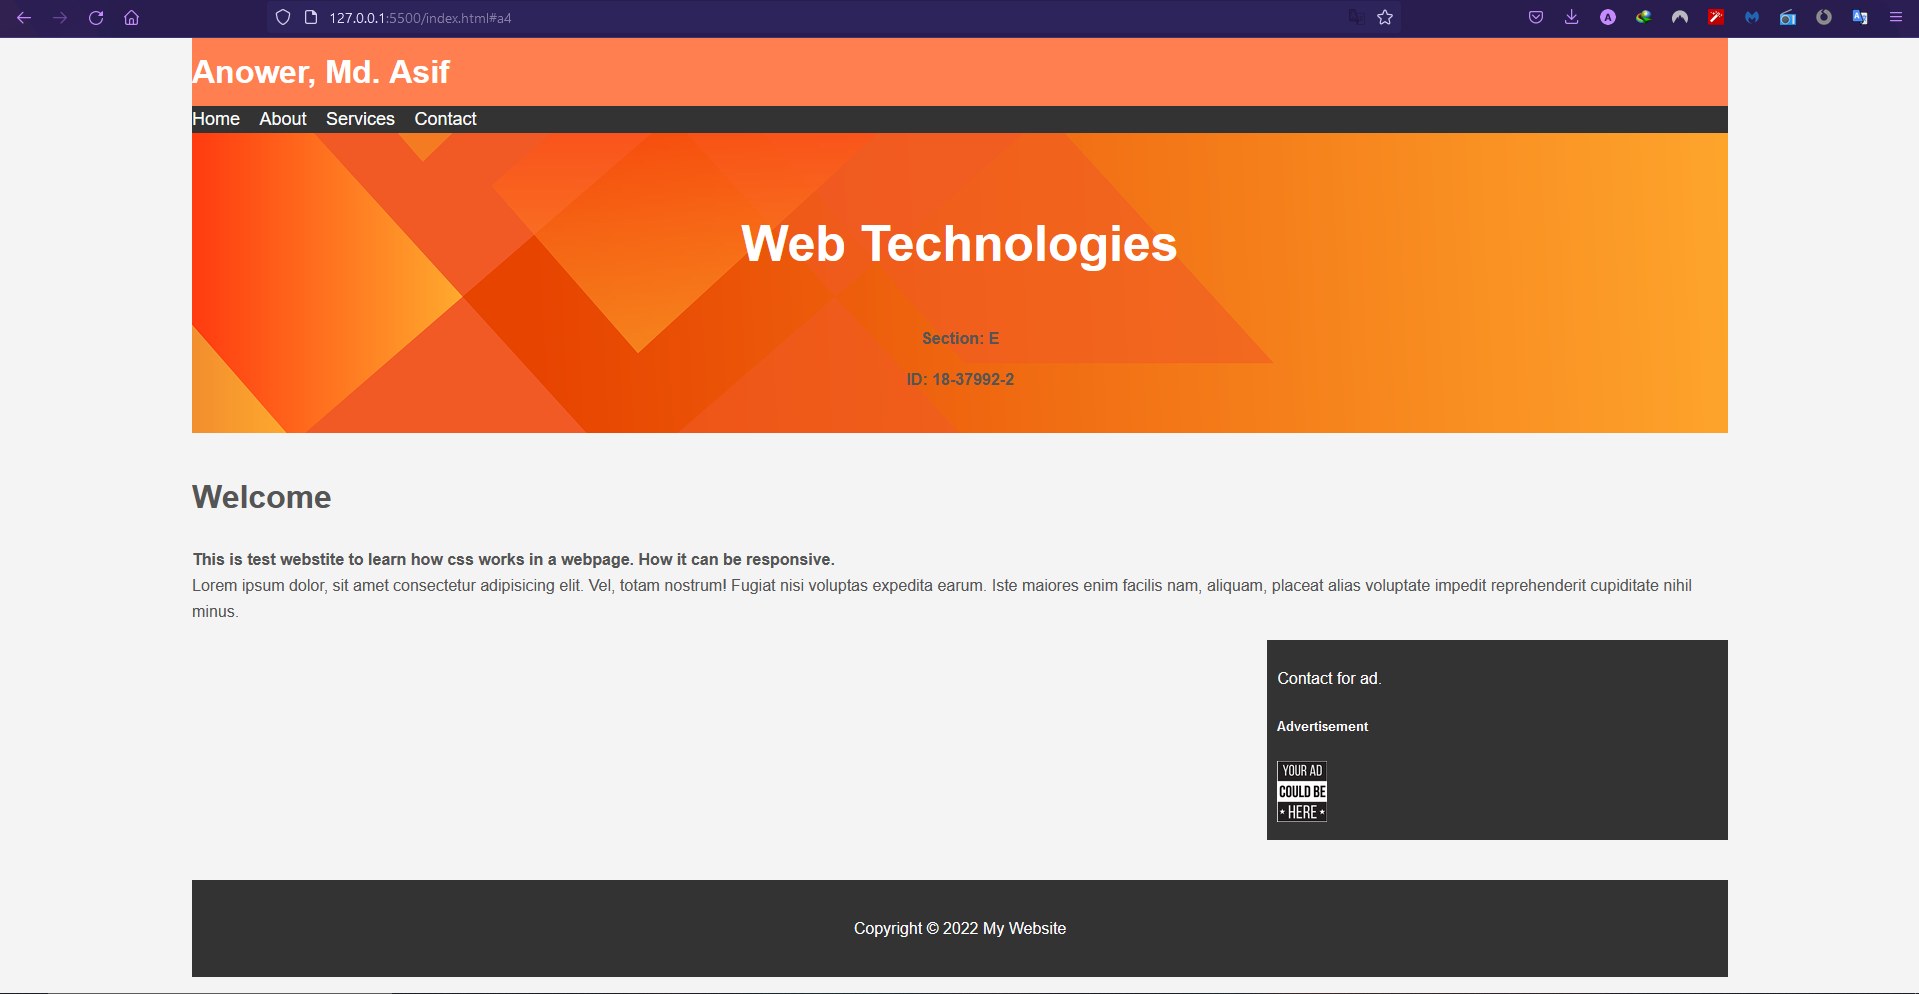 127.0.0.1:5500/index.html#a4
Anower, Md. Asif
Home About Services Contact
Web Technologies
Section: E
ID: 18-37992-2
Welcome
This is test webstite to learn how css works in a webpage. How it can be responsive.
Lorem ipsum dolor, sit amet consectetur adipisicing elit. Vel, totam nostrum! Fugiat nisi voluptas expedita earum. Iste maiores enim facilis nam, aliquam, placeat alias voluptate impedit reprehenderit cupiditate nihil
minus.
Contact for ad.
Advertisement
YOUR AD
COULD BE
* HERE *
Copyright © 2022 My Website